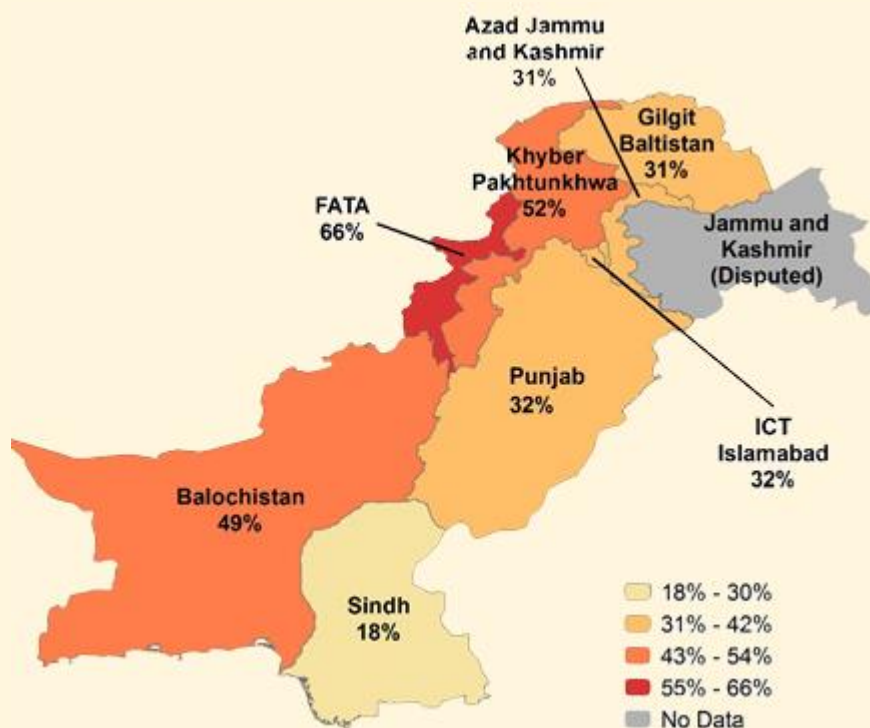 Azad Jammu
and Kashmir
31%
Gilgit
Baltistan
31%
Khyber
Pakhtunkhwa
52%
FATA
66%
Jammu and
Kashmir
(Disputed)
Punjab
32%
ICT
Islamabad
32%
Balochistan
49%
Sindh
18%
18% - 30%
31% - 42%
43% - 54%
55% - 66%
No Data